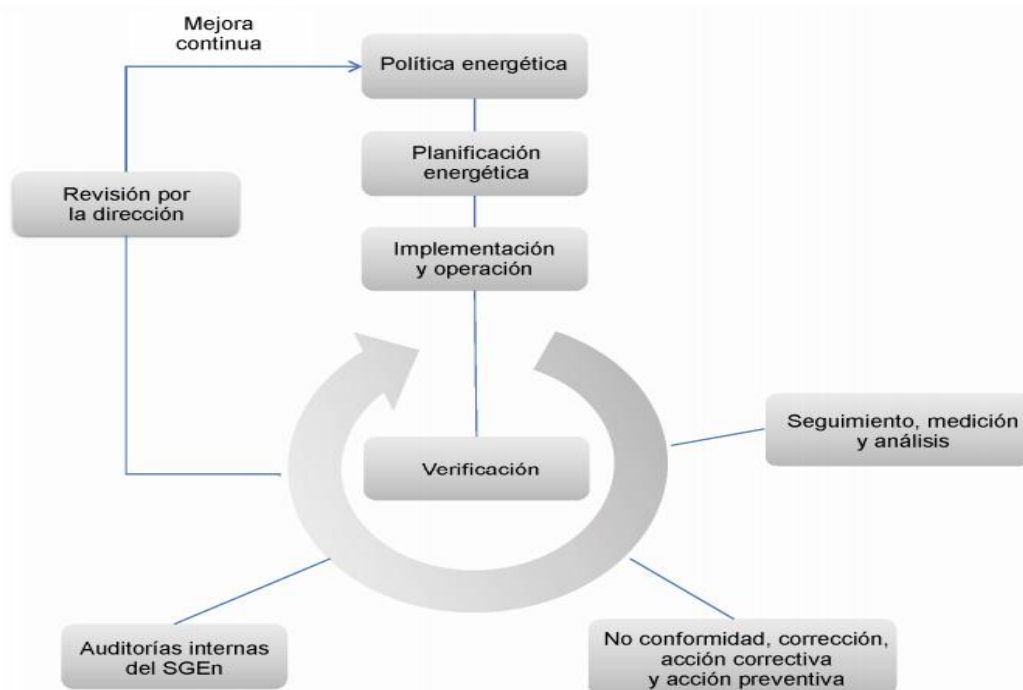 Mejora
continua
Política energética
Planificación
energética
Revisión por
la dirección
Implementación
y operación
Seguimiento, medición
y análisis
Verificación
Auditorías internas
del SGEn
No conformidad, corrección,
acción correctiva
y acción preventiva